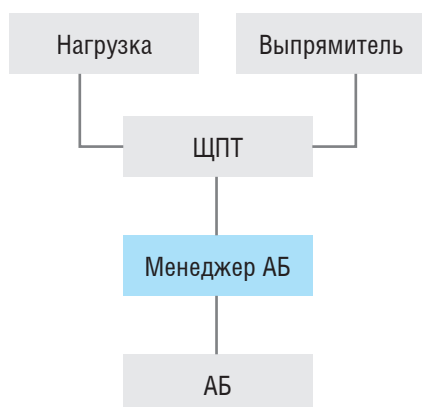 Нагрузка
Выпрямитель
ЩПТ
Менеджер АБ
АБ